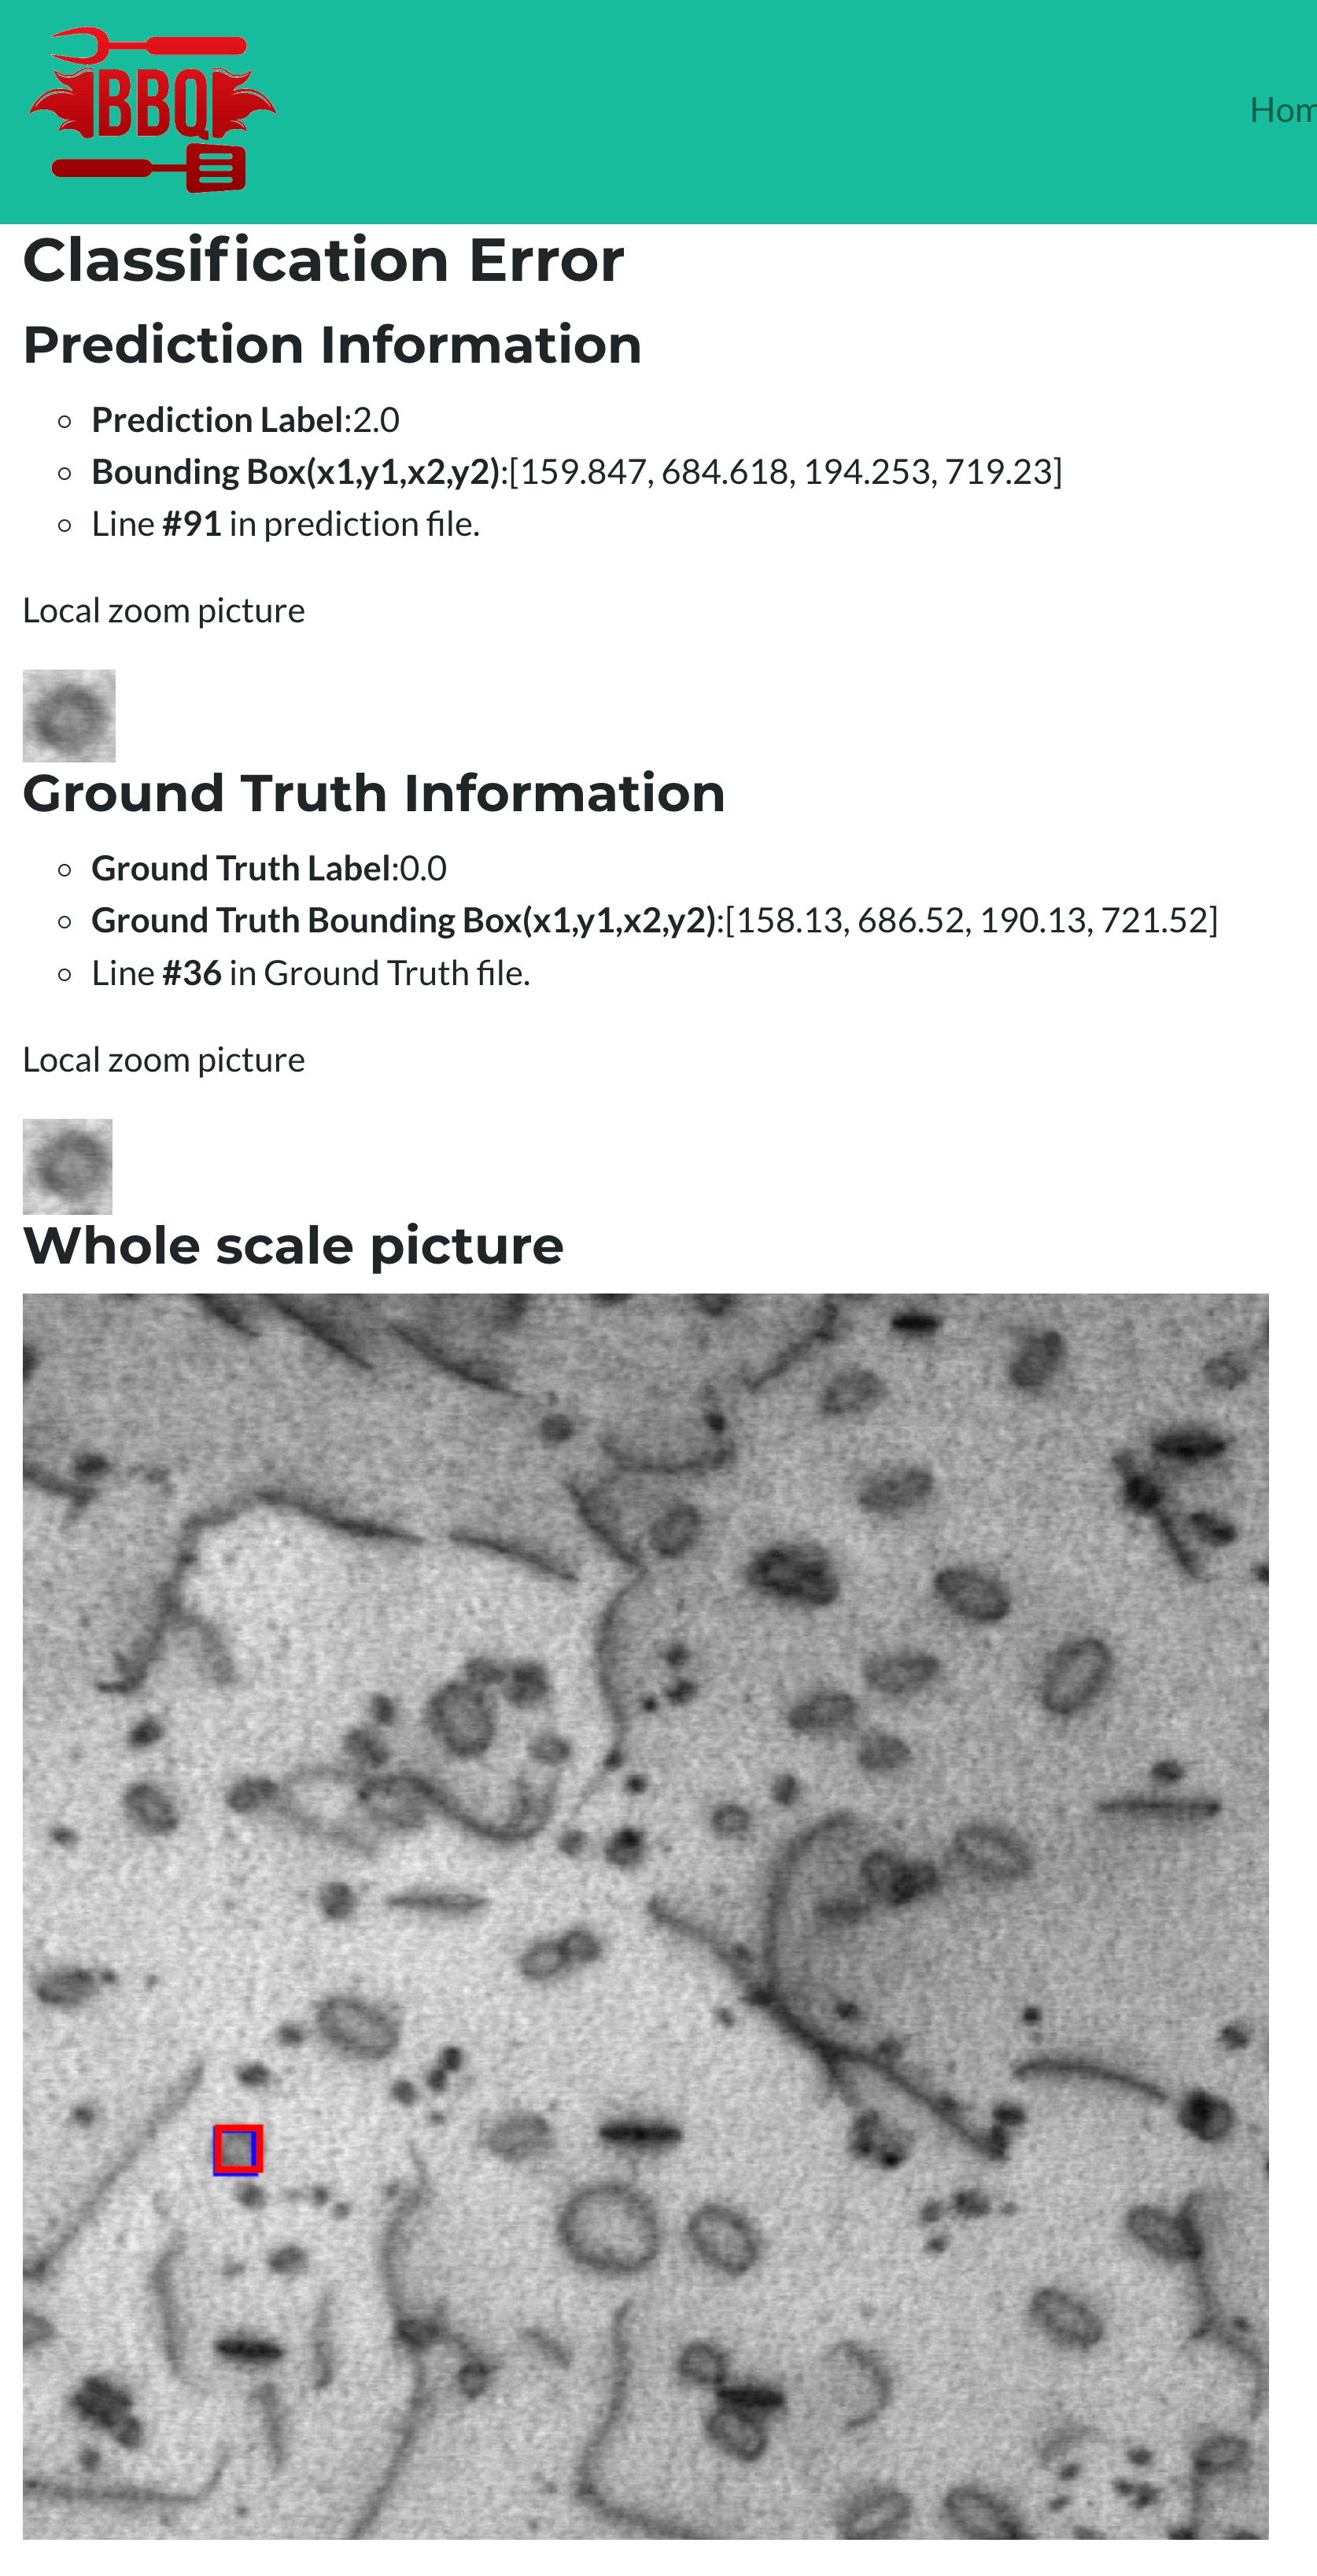 BBQ
Hom
Classification Error
Prediction Information
Prediction Label:2.0
Bounding Box(x1,y1,x2,y2):[159.847, 684.618, 194.253, 719.23]
Line #91 in prediction file.
Local zoom picture
Ground Truth Information
Ground Truth Label:0.0
Ground Truth Bounding Box(x1,y1,x2,y2):[158.13, 686.52, 190.13, 721.52]
Line #36 in Ground Truth file.
Local zoom picture
Whole scale picture